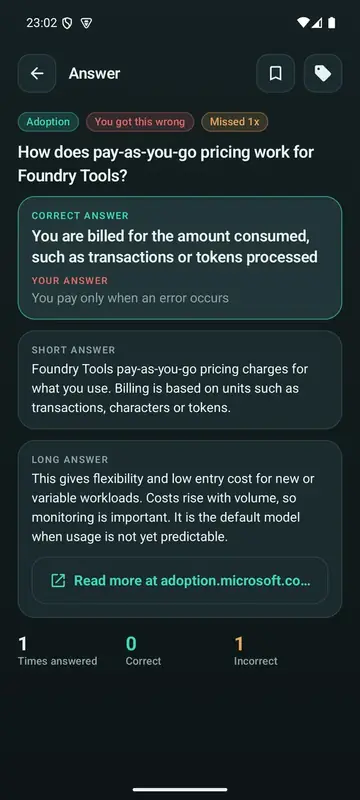 23:02
Answer
Adoption
You got this wrong
Missed 1x
How does pay-as-you-go pricing work for
Foundry Tools?
CORRECT ANSWER
You are billed for the amount consumed,
such as transactions or tokens processed
YOUR ANSWER
You pay only when an error occurs
SHORT ANSWER
Foundry Tools pay-as-you-go pricing charges for
what you use. Billing is based on units such as
transactions, characters or tokens.
LONG ANSWER
This gives flexibility and low entry cost for new or
variable workloads. Costs rise with volume, so
monitoring is important. It is the default model
when usage is not yet predictable.
Read more at adoption.microsoft.co...
1 0 1
Times answered Correct Incorrect